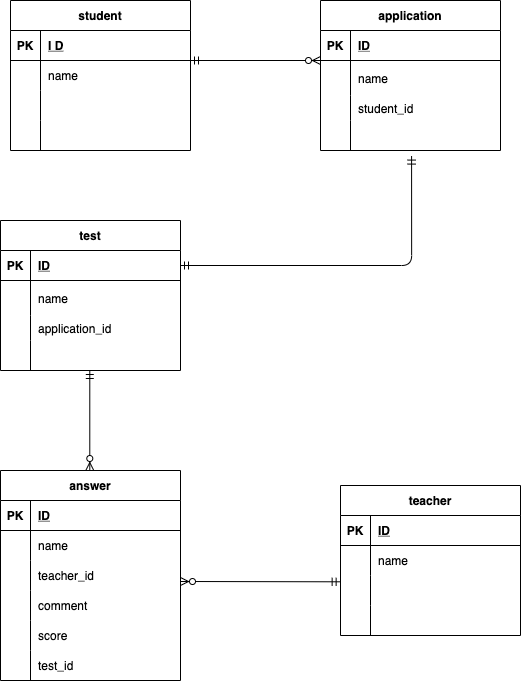 student
PK I D
name
application
PK ID
name
student_id
test
PK ID
name
application_id
answer
PK ID
name
teacher_id
comment
score
test_id
teacher
PK ID
name